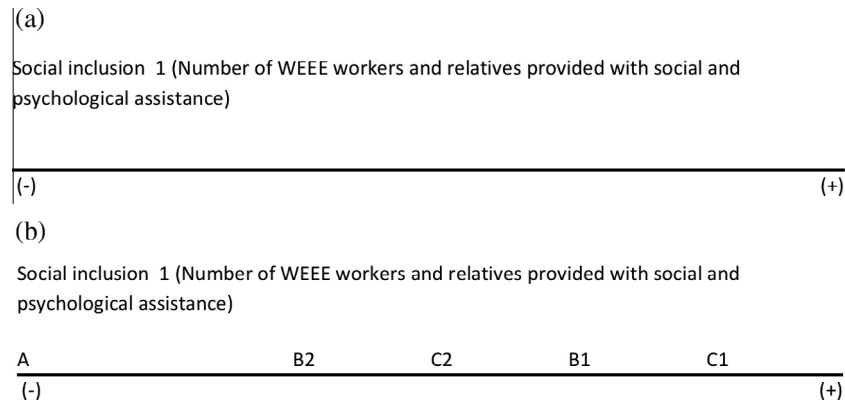 (a)
Social inclusion 1 (Number of WEEE workers and relatives provided with social and
psychological assistance)
(-) (+)
(b)
Social inclusion 1 (Number of WEEE workers and relatives provided with social and
psychological assistance)
A B2 C2 B1 C1
(-) (+)